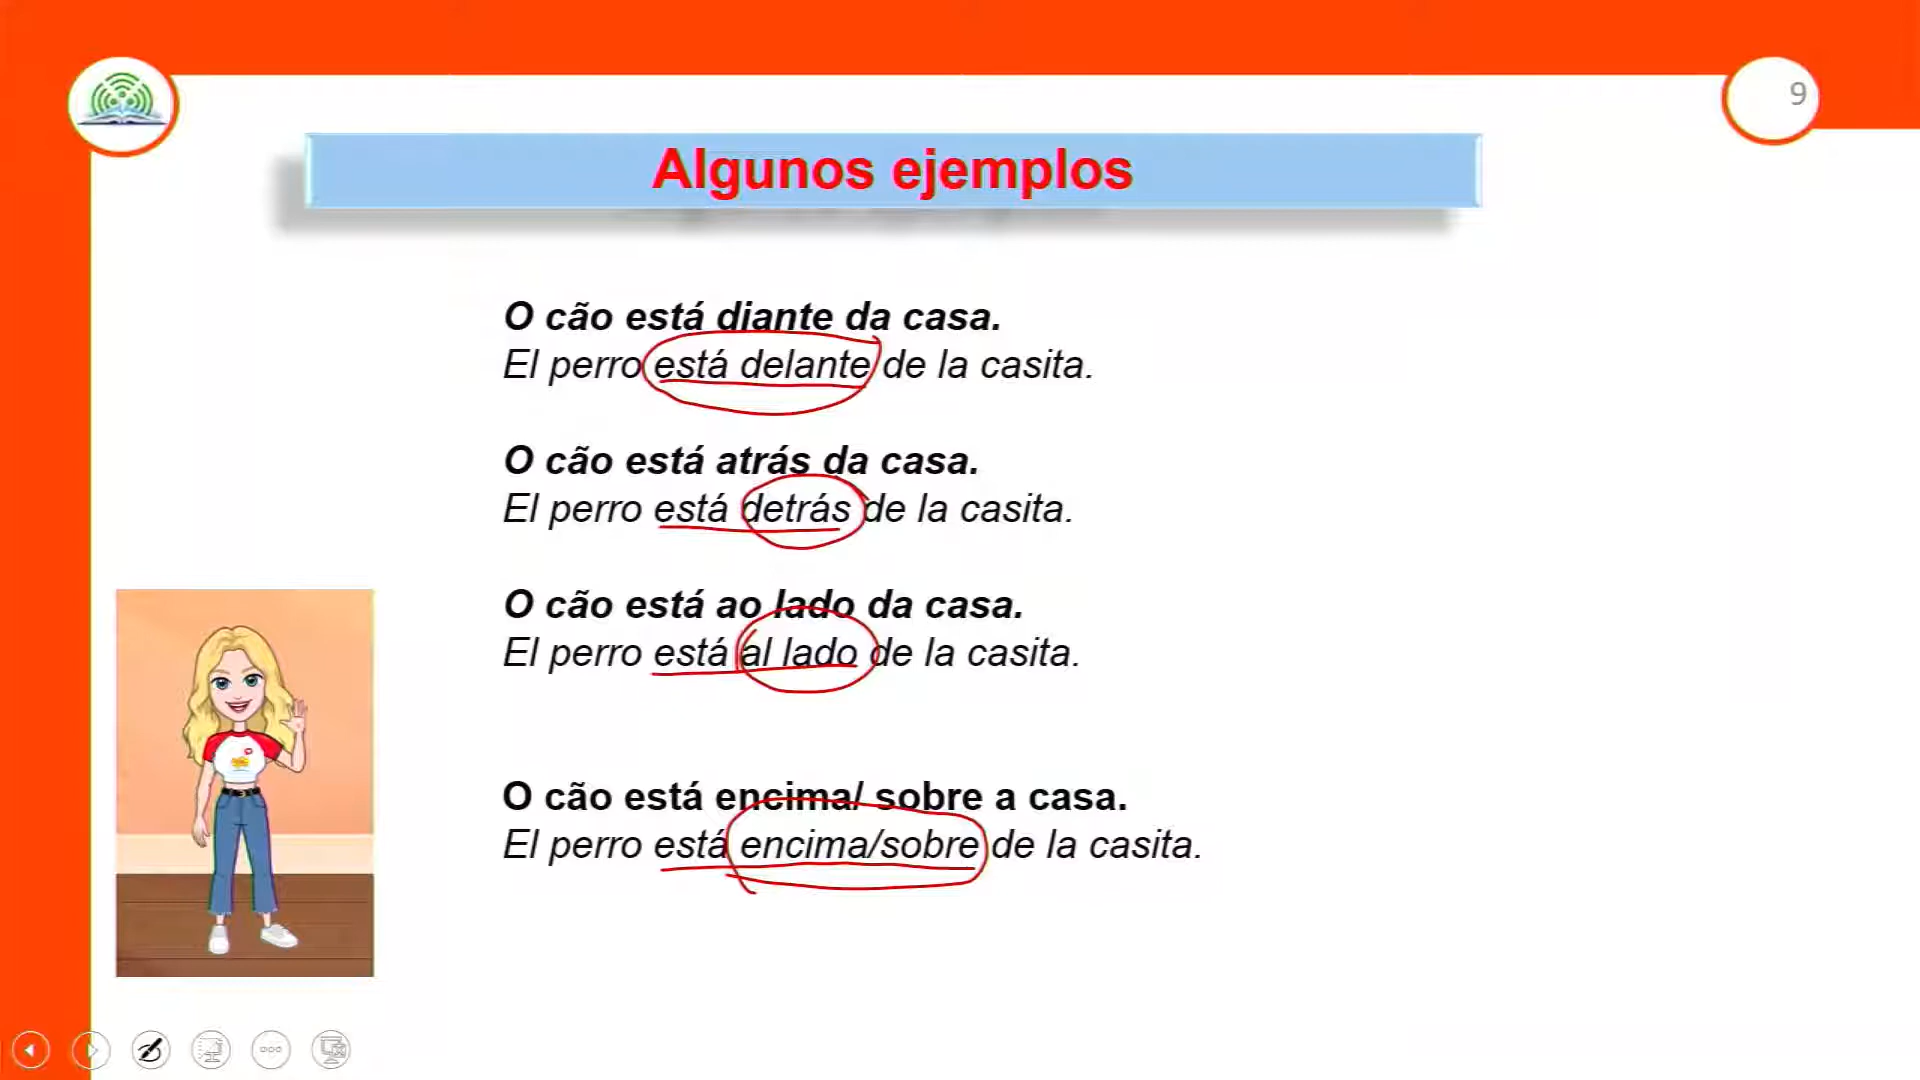 9
Algunos ejemplos
O cão está diante da casa.
El perro está delante de la casita.
O cão está atrás da casa.
El perro está detrás de la casita.
O cão está ao lado da casa.
El perro está al lado de la casita.
O cão está encima/ sobre a casa.
El perro está encima/sobre de la casita.